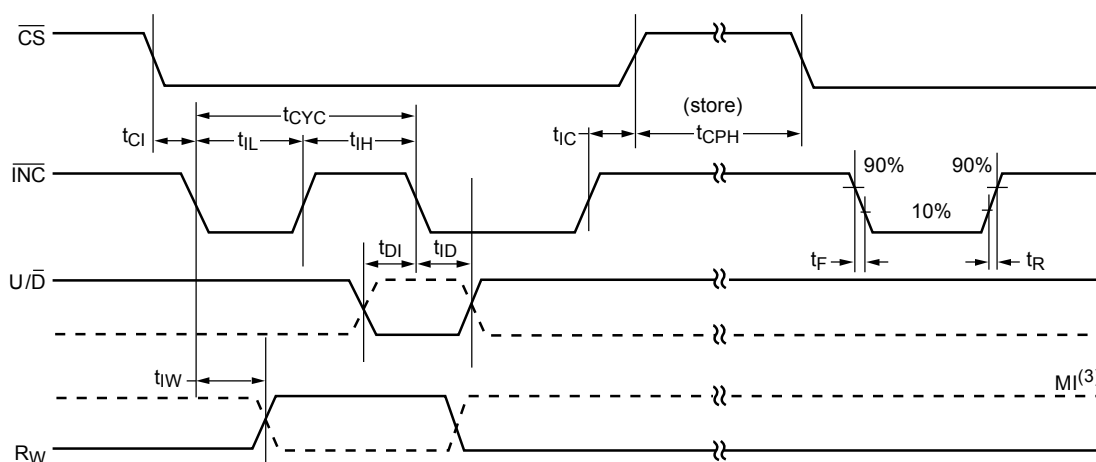 CS
(store)
tCYC
tCI
tIL
tIH
tIC
tCPH
INC
90%
90%
10%
tDI
tID
tF
tR
U/D
tIW
MI(3)
RW